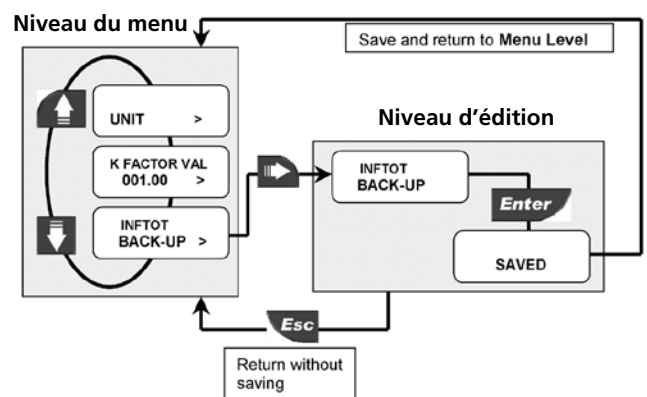 Niveau du menu
Save and return to Menu Level
UNIT >
K FACTOR VAL
001.00 >
INFTOT
BACK-UP >
Niveau d’édition
INFTOT
BACK-UP
Enter
SAVED
Esc
Return without
saving